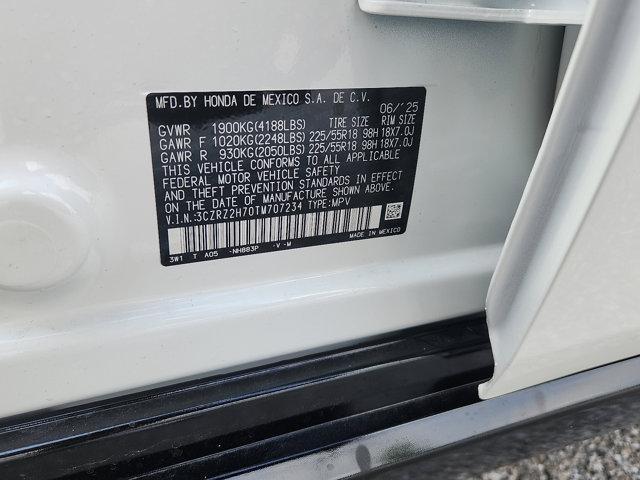 MFD.BY HONDA DE MEXICO S.A. DE C.V. 06/'25
TIRE SIZE RIM SIZE
GVWR 1900KG(4188LBS)
GAWR F 1020KG(2248LBS) 225/55R18 98H 18X7.0J
GAWR R 930KG(2050LBS) 225/55R18 98H 18X7.0J
THIS VEHICLE CONFORMS TO ALL APPLICABLE
FEDERAL MOTOR VEHICLE SAFETY
AND THEFT PREVENTION STANDARDS IN EFFECT
ON THE DATE OF MANUFACTURE SHOWN ABOVE.
V.I.N.:3CZRZ2H70TM707234 TYPE:MPV
3W1 T A05 -NH883P -V-M
MADE IN MEXICO